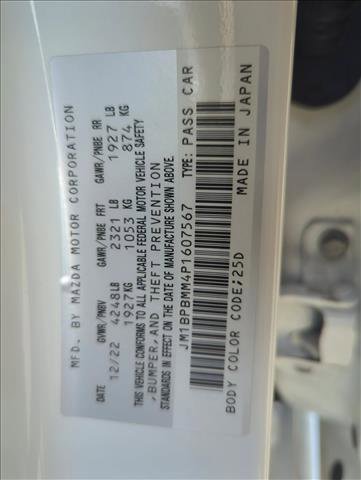 MFD. BY MAZDA MOTOR CORPORATION
DATE GVWR/PNBV GAWR/PNBE FRT GAWR/PNBE RR
12/22 4248LB 2321 LB 1927 LB
1927KG 1053 KG 874 KG
THIS VEHICLE CONFORMS TO ALL APPLICABLE FEDERAL MOTOR VEHICLE SAFETY
,BUMPER,AND THEFT PREVENTION
STANDARDS IN EFFECT ON THE DATE OF MANUFACTURE SHOWN ABOVE.
JM1BPBMM4P1607567 TYPE: PASS CAR
BODY COLOR CODE;25D MADE IN JAPAN